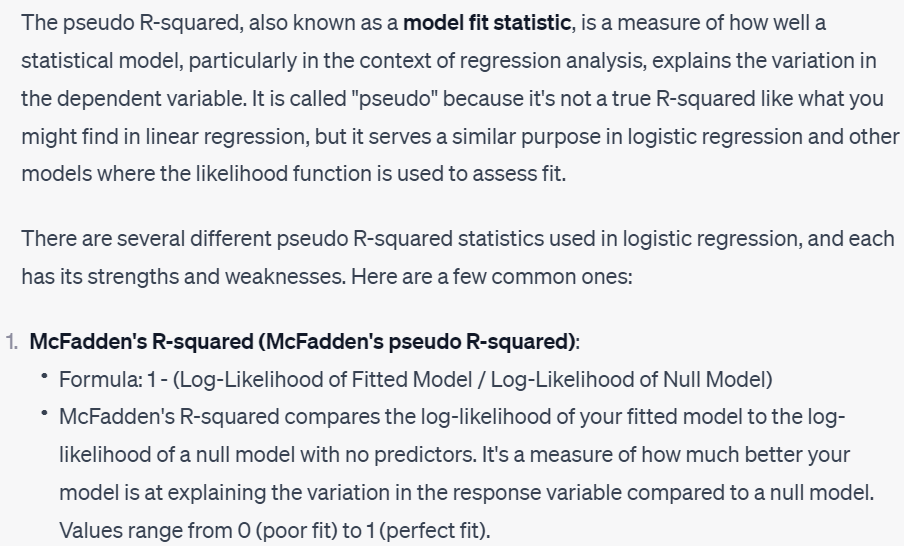 The pseudo R-squared, also known as a model fit statistic, is a measure of how well a
statistical model, particularly in the context of regression analysis, explains the variation in
the dependent variable. It is called "pseudo" because it's not a true R-squared like what you
might find in linear regression, but it serves a similar purpose in logistic regression and other
models where the likelihood function is used to assess fit.
There are several different pseudo R-squared statistics used in logistic regression, and each
has its strengths and weaknesses. Here are a few common ones:
1. McFadden's R-squared (McFadden's pseudo R-squared):
• Formula: 1 - (Log-Likelihood of Fitted Model / Log-Likelihood of Null Model)
• McFadden's R-squared compares the log-likelihood of your fitted model to the log-
likelihood of a null model with no predictors. It's a measure of how much better your
model is at explaining the variation in the response variable compared to a null model.
Values range from 0 (poor fit) to 1 (perfect fit).